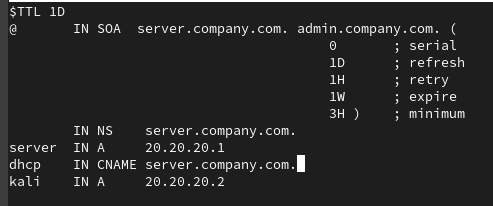 $TTL 1D
@       IN SOA  server.company.com. admin.company.com. (
                                        0       ; serial
                                        1D      ; refresh
                                        1H      ; retry
                                        1W      ; expire
                                        3H )    ; minimum
        IN NS    server.company.com.
server  IN A     20.20.20.1
dhcp    IN CNAME server.company.com.
kali    IN A     20.20.20.2